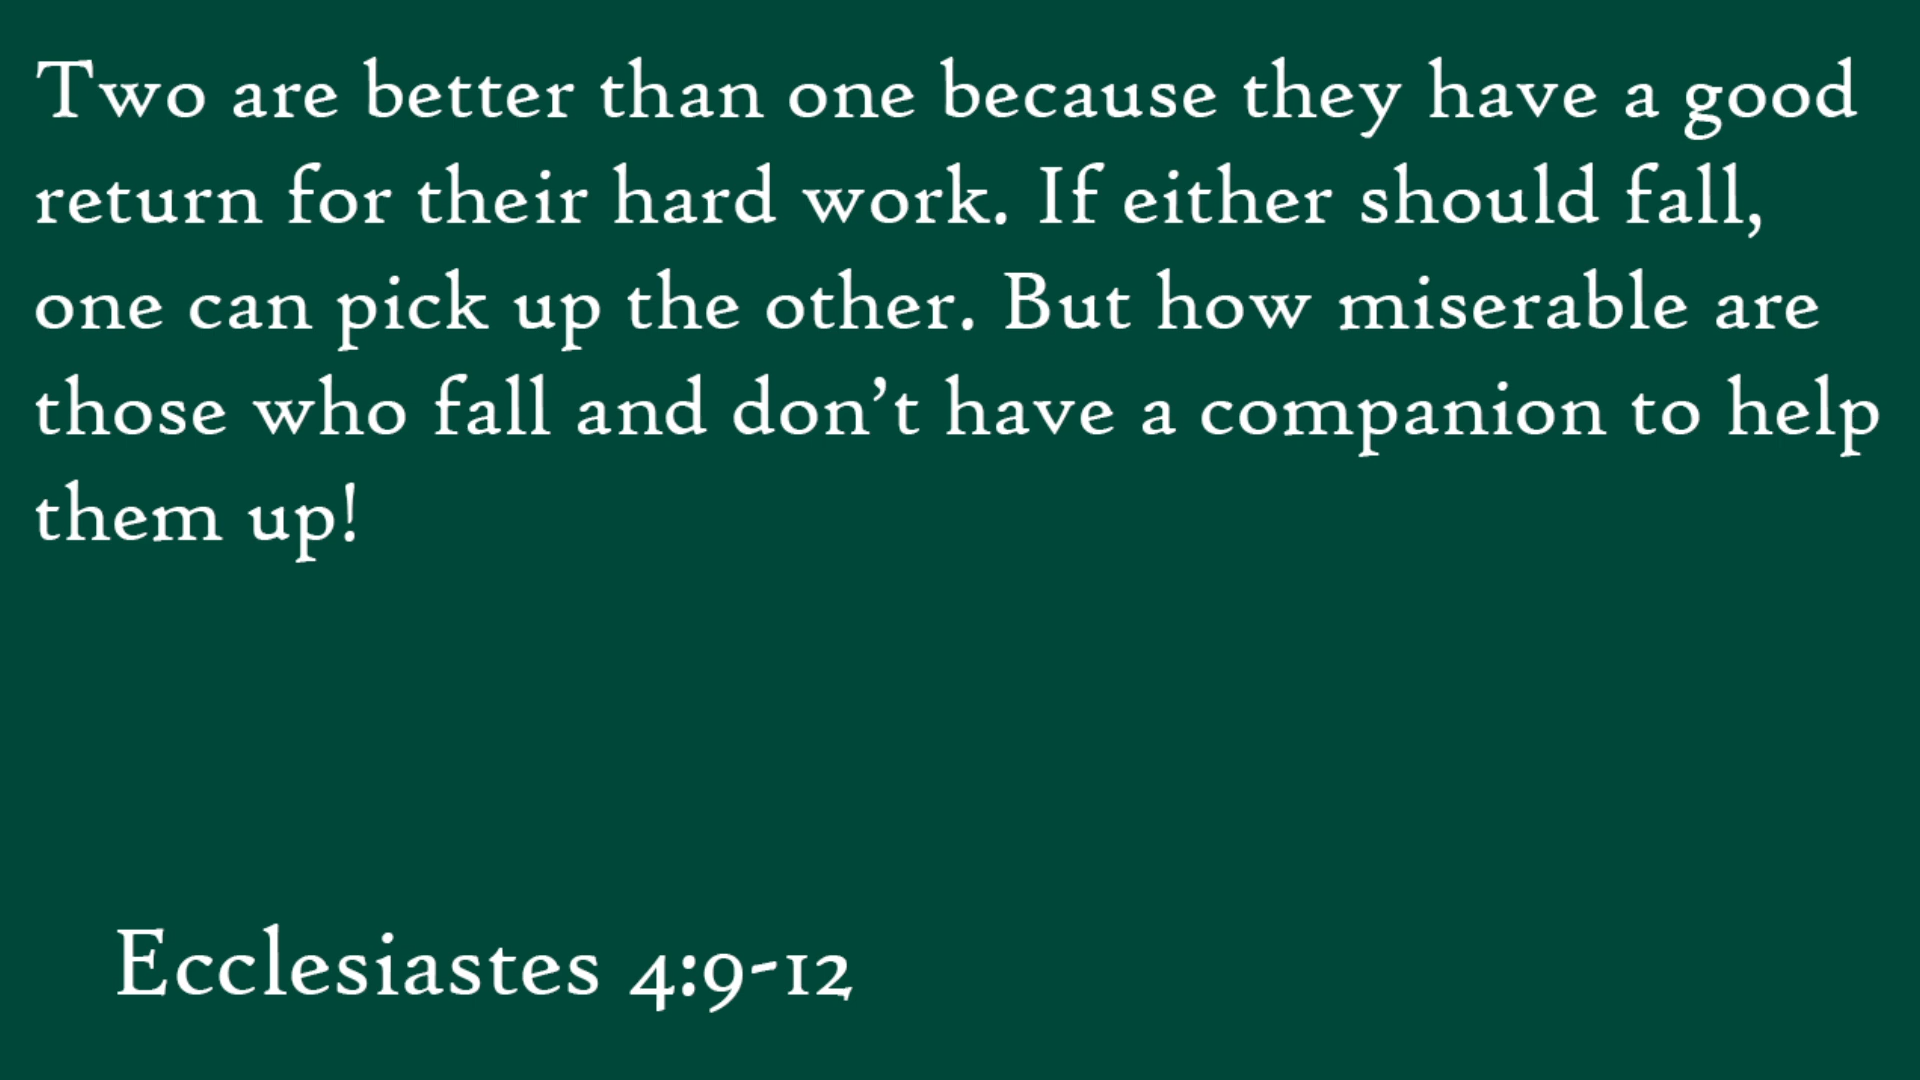 Two are better than one because they have a good
return for their hard work. If either should fall,
one can pick up the other. But how miserable are
those who fall and don’t have a companion to help
them up!
Ecclesiastes 4:9-12